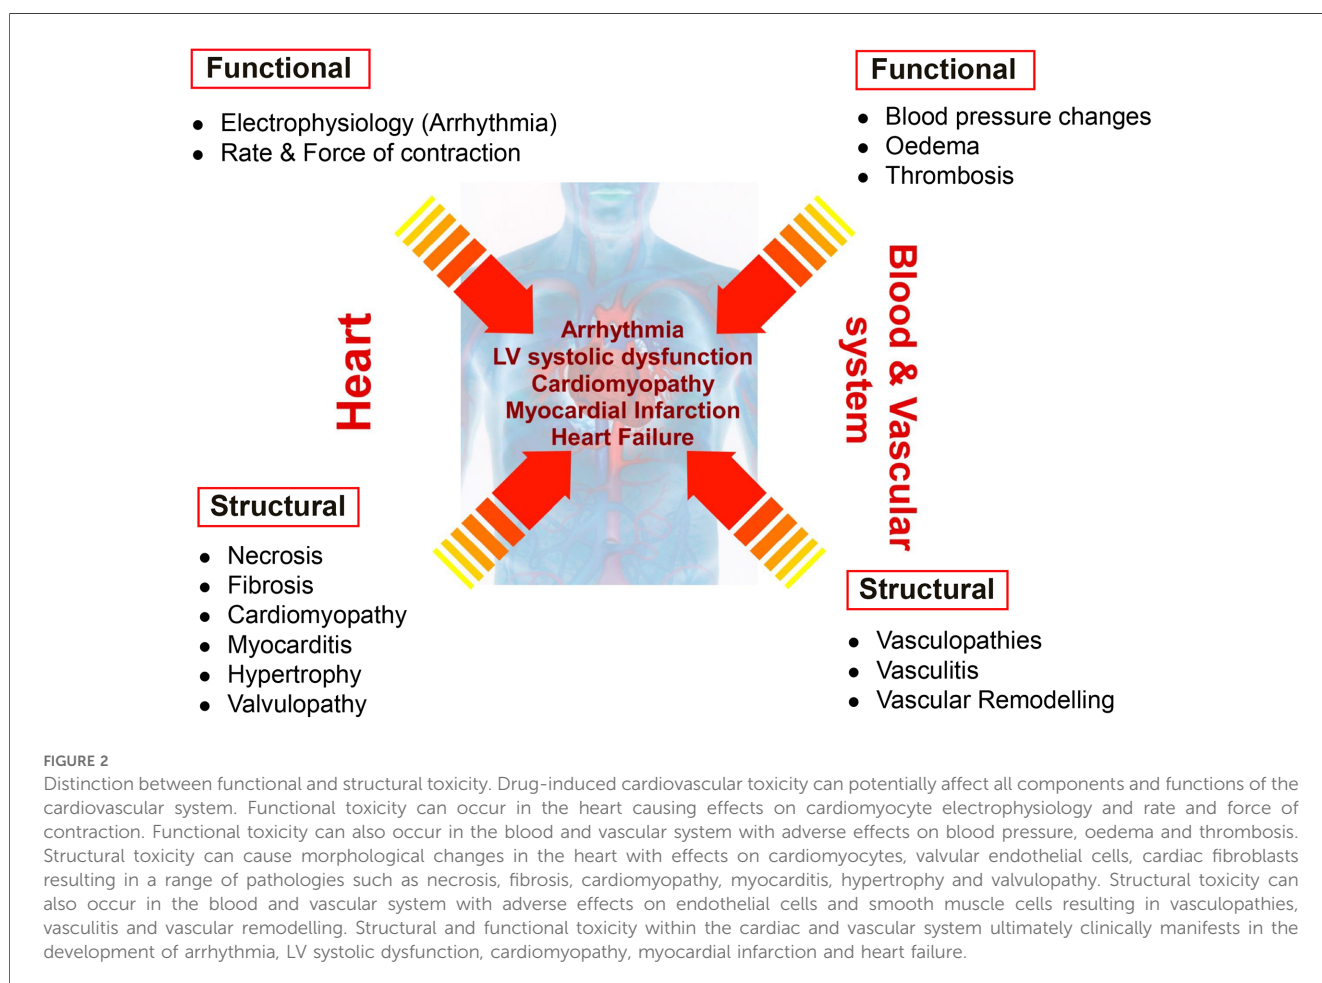 Functional
● Electrophysiology (Arrhythmia)
● Rate & Force of contraction
Functional
● Blood pressure changes
● Oedema
● Thrombosis
Heart
Arrhythmia
LV systolic dysfunction
Cardiomyopathy
Myocardial Infarction
Heart Failure
Blood & Vascular
system
Structural
● Necrosis
● Fibrosis
● Cardiomyopathy
● Myocarditis
● Hypertrophy
● Valvulopathy
Structural
● Vasculopathies
● Vasculitis
● Vascular Remodelling
FIGURE 2
Distinction between functional and structural toxicity. Drug-induced cardiovascular toxicity can potentially affect all components and functions of the
cardiovascular system. Functional toxicity can occur in the heart causing effects on cardiomyocyte electrophysiology and rate and force of
contraction. Functional toxicity can also occur in the blood and vascular system with adverse effects on blood pressure, oedema and thrombosis.
Structural toxicity can cause morphological changes in the heart with effects on cardiomyocytes, valvular endothelial cells, cardiac fibroblasts
resulting in a range of pathologies such as necrosis, fibrosis, cardiomyopathy, myocarditis, hypertrophy and valvulopathy. Structural toxicity can
also occur in the blood and vascular system with adverse effects on endothelial cells and smooth muscle cells resulting in vasculopathies,
vasculitis and vascular remodelling. Structural and functional toxicity within the cardiac and vascular system ultimately clinically manifests in the
development of arrhythmia, LV systolic dysfunction, cardiomyopathy, myocardial infarction and heart failure.